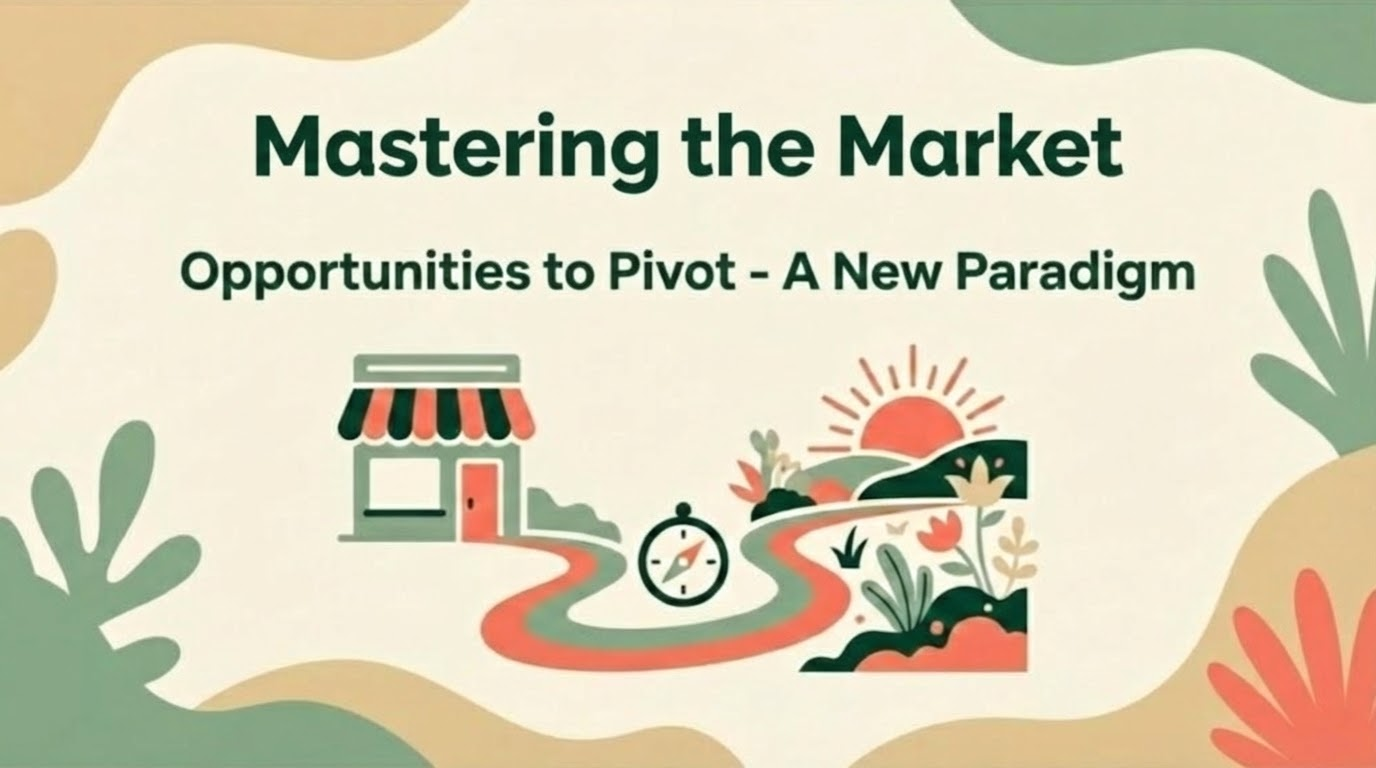 Mastering the Market
Opportunities to Pivot - A New Paradigm